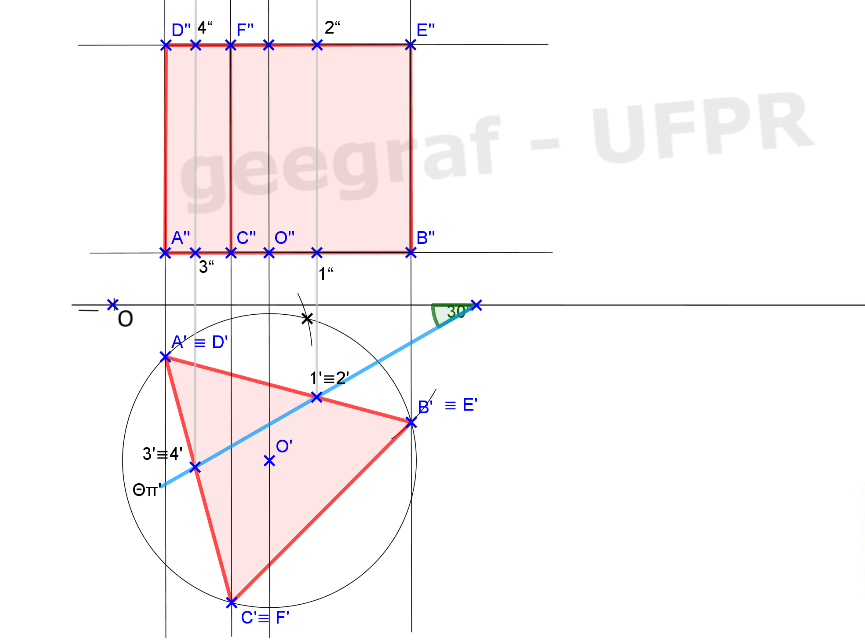 D" 4“ F" 2“ E"
geegraf - UFPR
A" C" O" B"
3“ 1“
O 30°
A' ≡ D'
1'≡2'
B' ≡ E'
3'≡4' O'
Θπ'
C'≡ F'